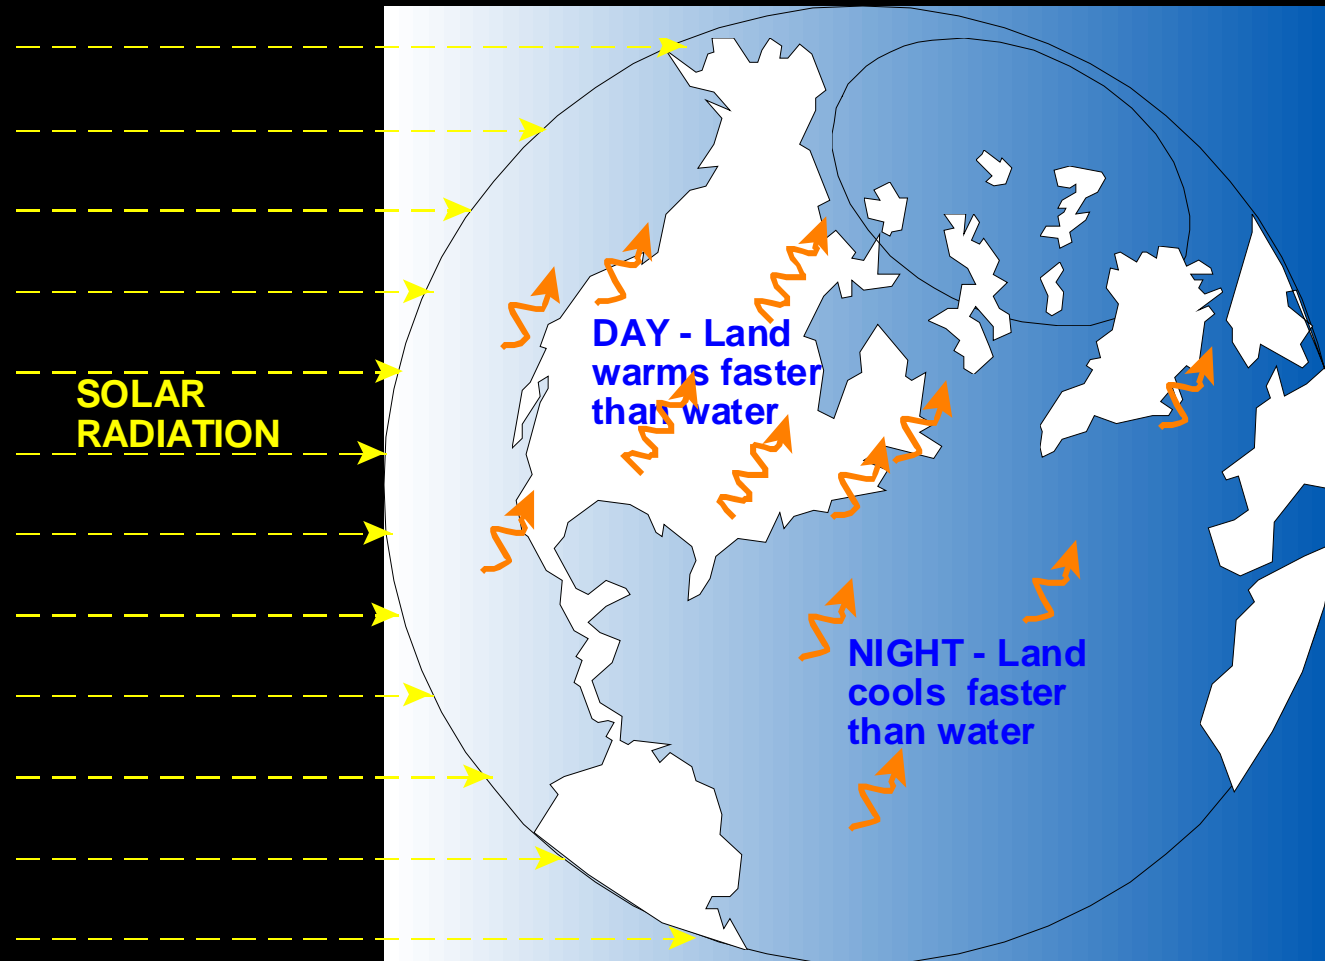 SOLAR
RADIATION
DAY - Land
warms faster
than water
NIGHT - Land
cools  faster
than water